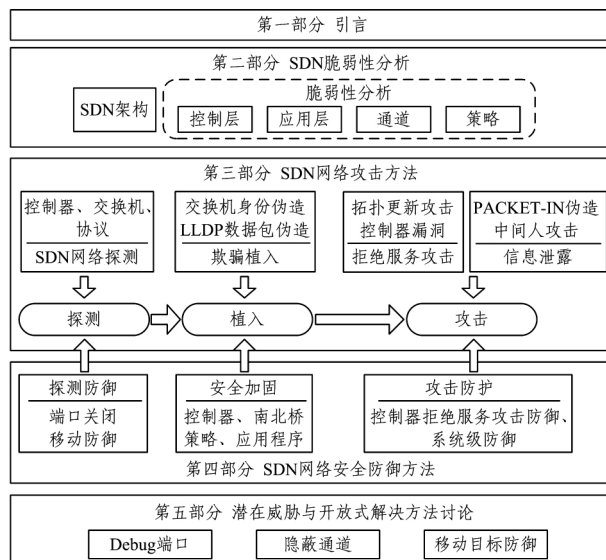 第一部分 引言
第二部分 SDN脆弱性分析
SDN架构
脆弱性分析
控制层
应用层
通道
策略
第三部分 SDN网络攻击方法
控制器、交换机、
协议
SDN网络探测
交换机身份伪造
LLDP数据包伪造
欺骗植入
拓扑更新攻击
控制器漏洞
拒绝服务攻击
PACKET-IN伪造
中间人攻击
信息泄露
探测
植入
攻击
探测防御
端口关闭
移动防御
安全加固
控制器、南北桥
策略、应用程序
攻击防护
控制器拒绝服务攻击防御、
系统级防御
第四部分 SDN网络安全防御方法
第五部分 潜在威胁与开放式解决方法讨论
Debug端口
隐蔽通道
移动目标防御